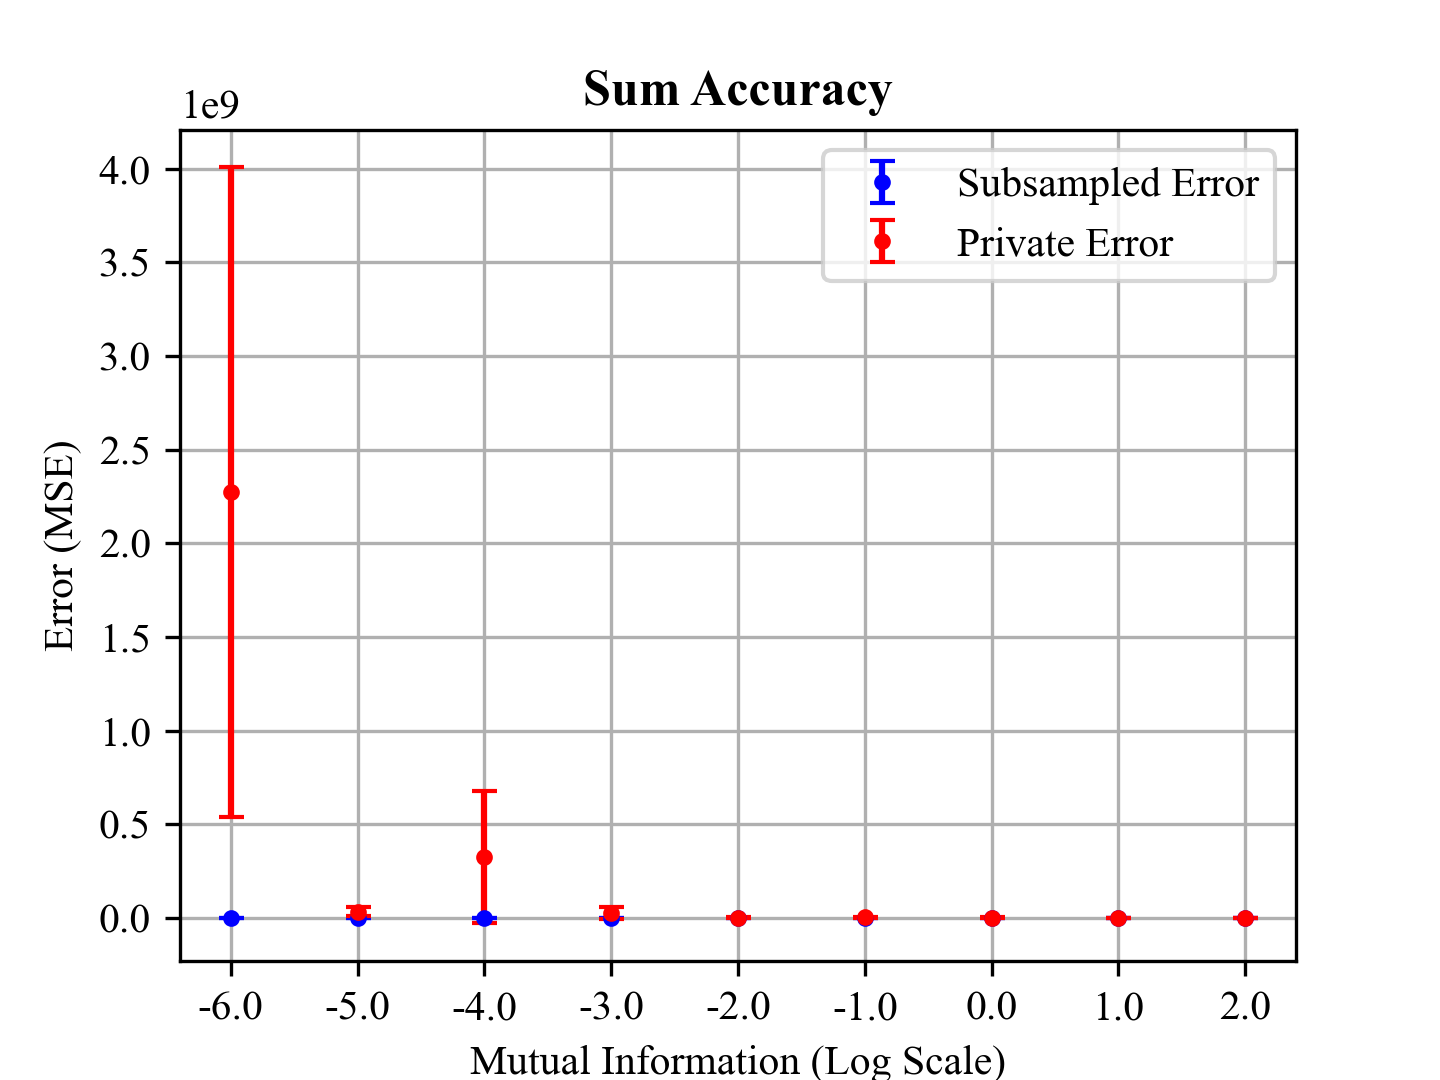 Sum Accuracy
1e9
4.0
3.5
3.0
2.5
2.0
1.5
1.0
0.5
0.0
Error (MSE)
Subsampled Error
Private Error
-6.0 -5.0 -4.0 -3.0 -2.0 -1.0 0.0 1.0 2.0
Mutual Information (Log Scale)